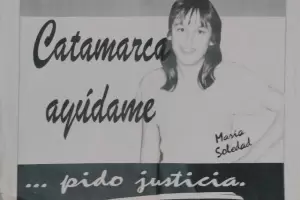 Catamarca
ayúdame
María
Soledad
... pido justicia.